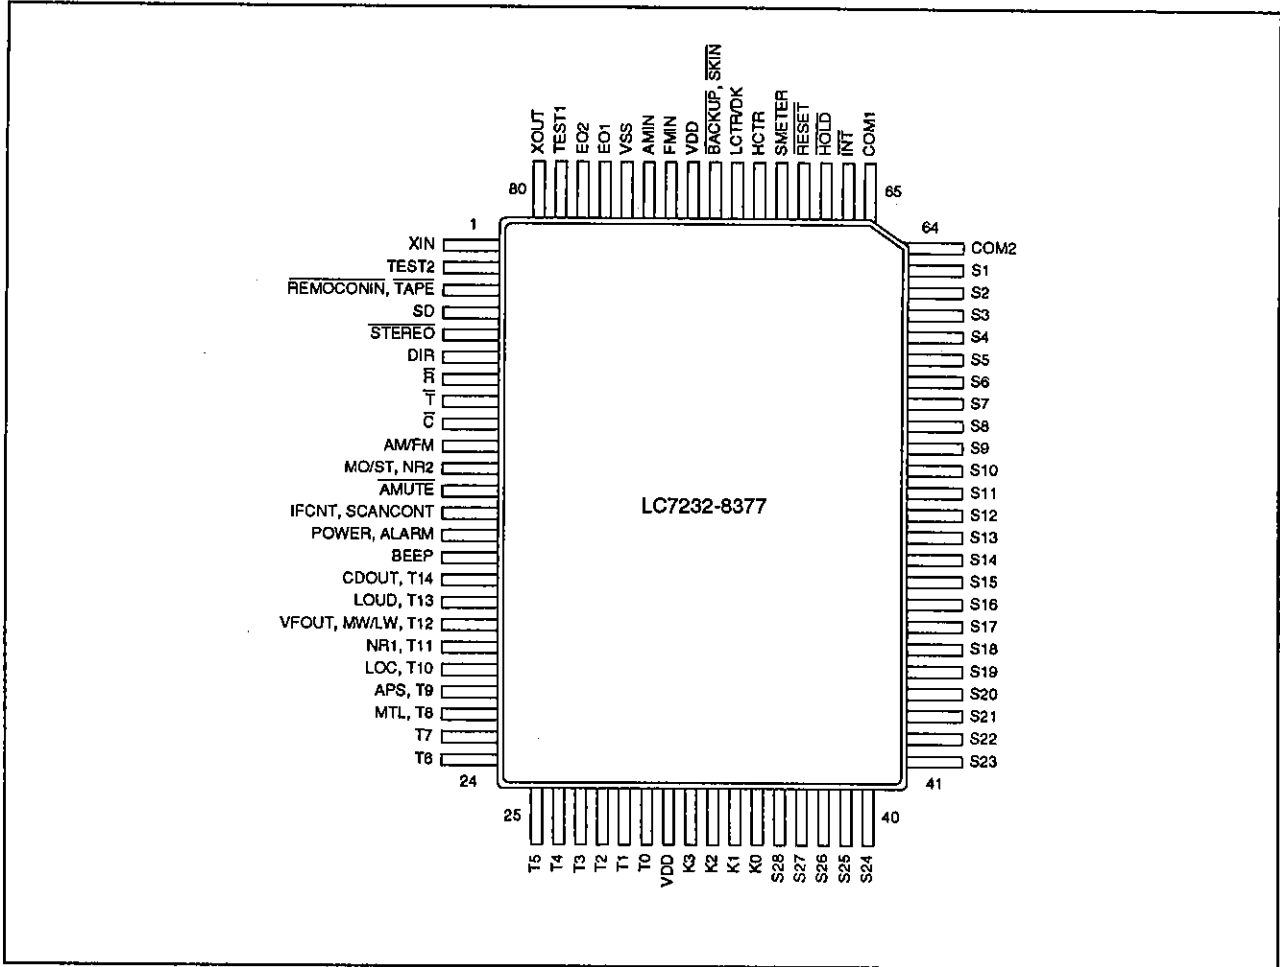 XOUT
TEST1
EO2
EO1
VSS
AMIN
FMIN
VDD
BACKUP, SKIN
LCTR/DK
HCTR
SMETER
RESET
HOLD
INT
COM1
80
65
1
64
XIN
TEST2
REMOCONIN, TAPE
SD
STEREO
DIR
R
T
C
AM/FM
MO/ST, NR2
AMUTE
IFCNT, SCANCONT
POWER, ALARM
BEEP
CDOUT, T14
LOUD, T13
VFOUT, MW/LW, T12
NR1, T11
LOC, T10
APS, T9
MTL, T8
T7
T6
LC7232-8377
COM2
S1
S2
S3
S4
S5
S6
S7
S8
S9
S10
S11
S12
S13
S14
S15
S16
S17
S18
S19
S20
S21
S22
S23
24
41
25
40
T5
T4
T3
T2
T1
T0
VDD
K3
K2
K1
K0
S28
S27
S26
S25
S24